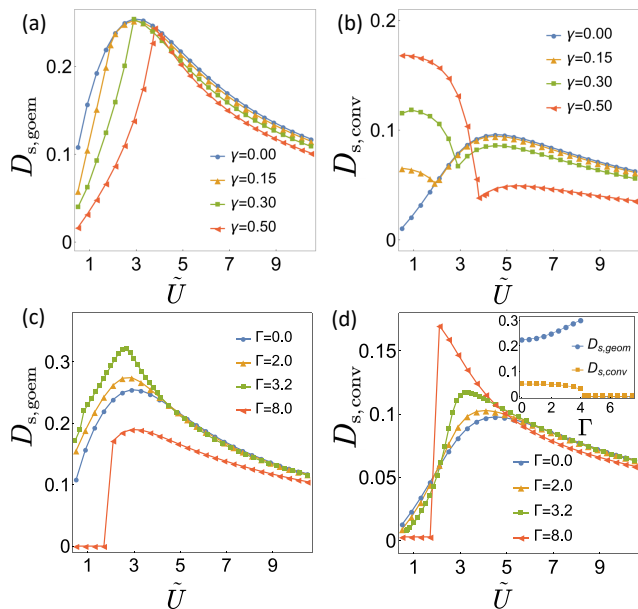 (a)
D_s,goem
0.2
0.1
0
1 3 5 7 9
Ũ
γ=0.00
γ=0.15
γ=0.30
γ=0.50
(b)
D_s,conv
0.2
0.1
0
1 3 5 7 9
Ũ
γ=0.00
γ=0.15
γ=0.30
γ=0.50
(c)
D_s,goem
0.3
0.2
0.1
0
1 3 5 7 9
Ũ
Γ=0.0
Γ=2.0
Γ=3.2
Γ=8.0
(d)
D_s,conv
0.15
0.1
0.05
0
1 3 5 7 9
Ũ
Γ=0.0
Γ=2.0
Γ=3.2
Γ=8.0
0.3
0.2
0.1
0
0 2 4 6
Γ
D_s,geom
D_s,conv